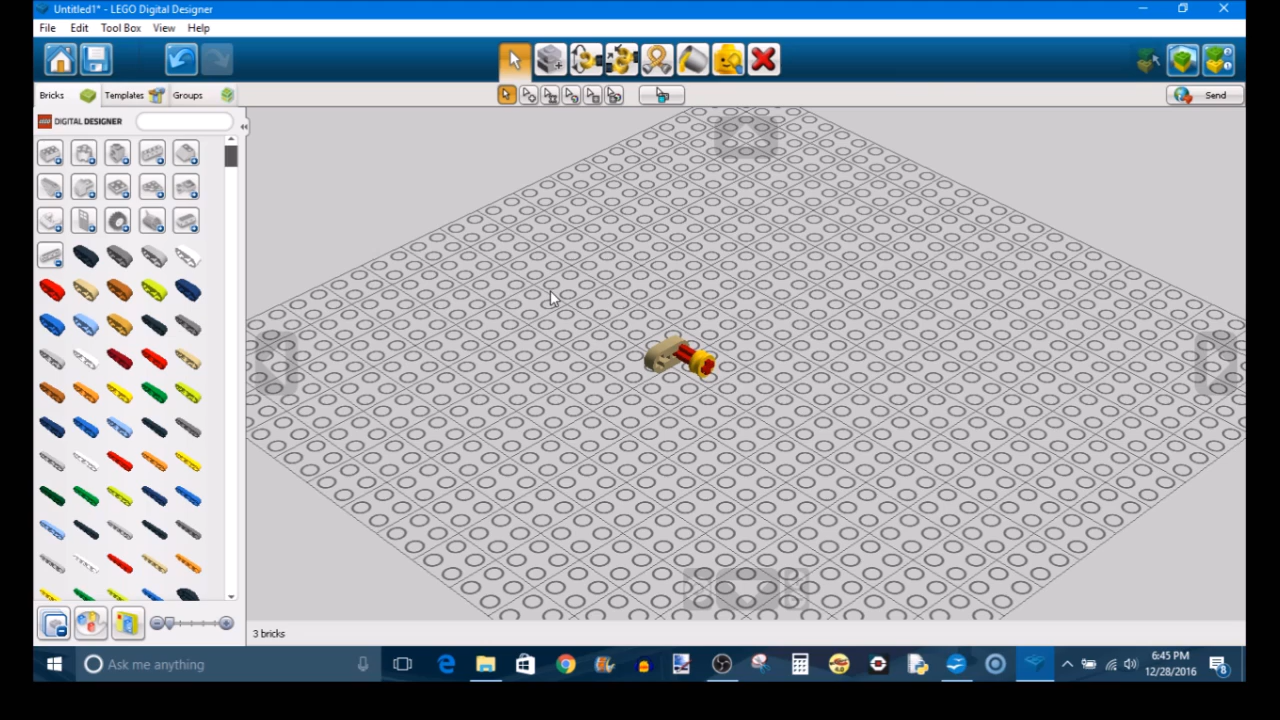 Untitled1* - LEGO Digital Designer
File Edit Tool Box View Help
Bricks Templates Groups
Send
DIGITAL DESIGNER
3 bricks
Ask me anything
6:45 PM
12/28/2016
8